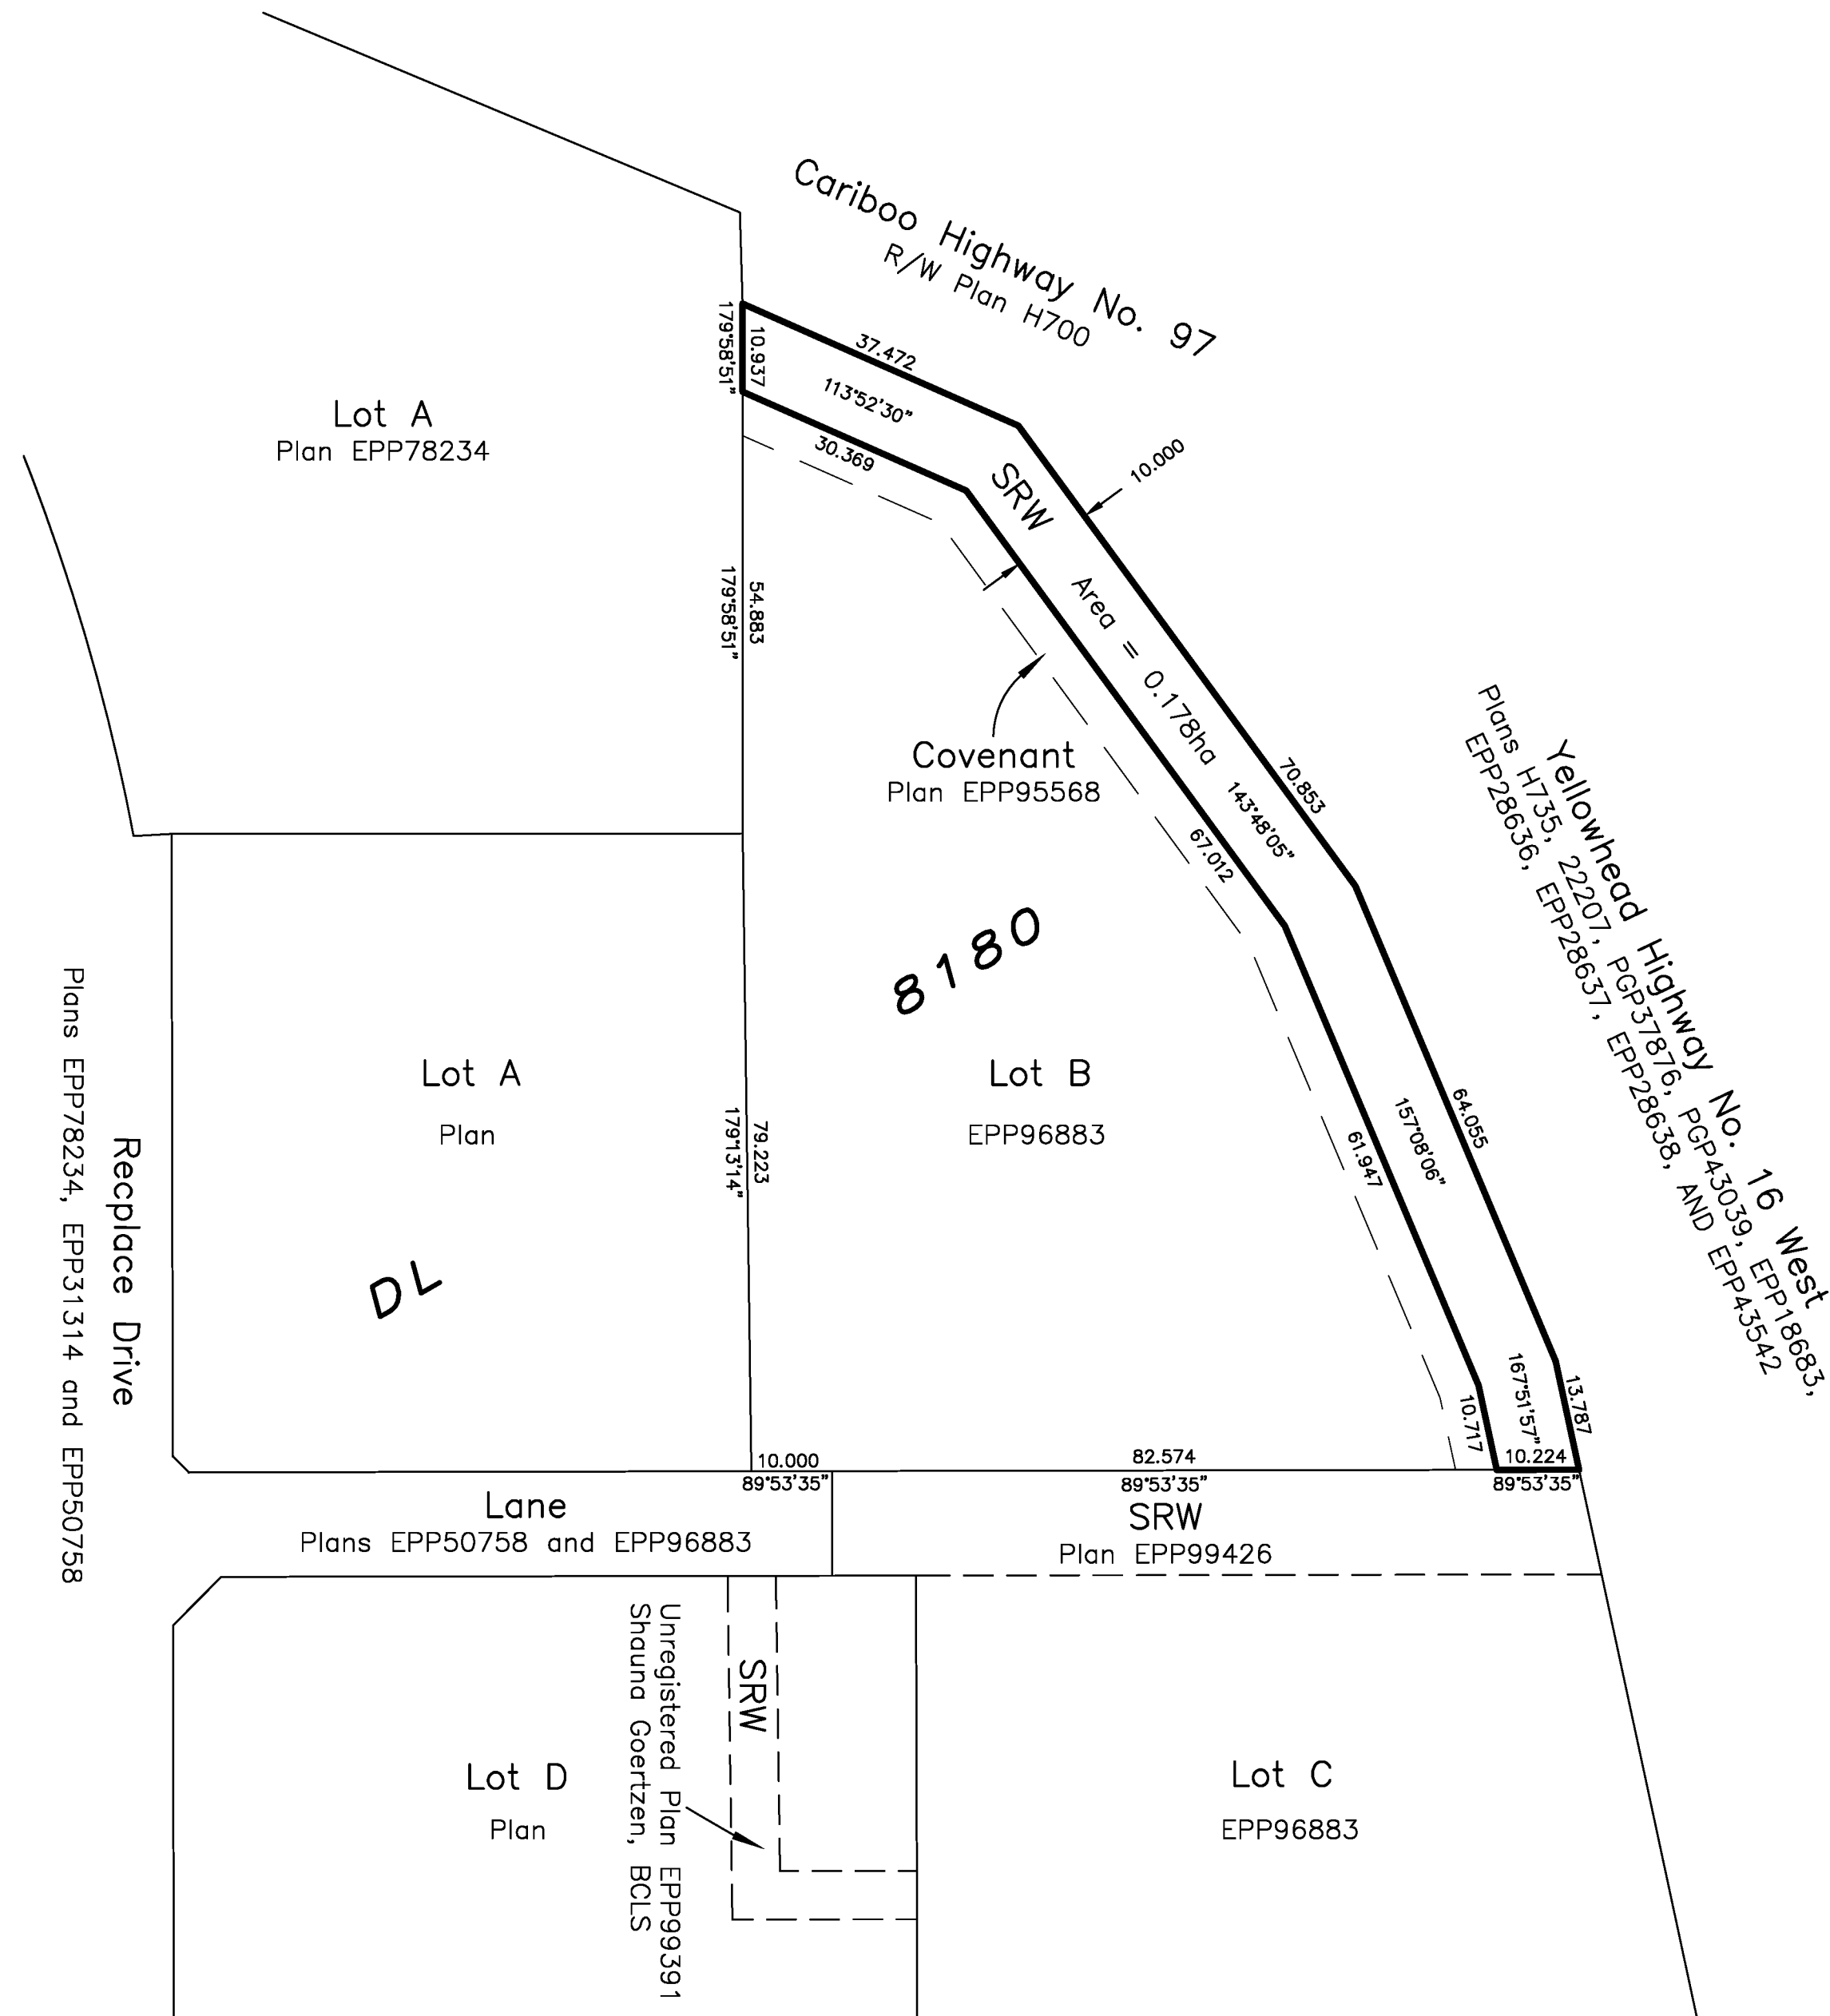 Cariboo Highway No. 97
R/W Plan H700
179°58'51"
10.937
37.472
113°52'30"
30.369
10.000
Lot A
Plan EPP78234
SRW
Area = 0.178ha
54.883
179°58'51"
Covenant
Plan EPP95568
70.853
143°48'05"
67.012
Yellowhead Highway No. 16 West
Plans H735, 22207, PGP37876, PGP43039, EPP18683,
EPP28636, EPP28637, EPP28638, AND EPP43542
8180
Lot A
Plan
Lot B
EPP96883
79.223
179°13'14"
64.055
157°08'06"
61.947
DL
Recplace Drive
Plans EPP78234, EPP31314 and EPP50758
13.787
167°51'57"
10.717
10.000
89°53'35"
82.574
89°53'35"
10.224
89°53'35"
Lane
Plans EPP50758 and EPP96883
SRW
Plan EPP99426
SRW
Unregistered Plan EPP99391
Shauna Goertzen, BCLS
Lot D
Plan
Lot C
EPP96883